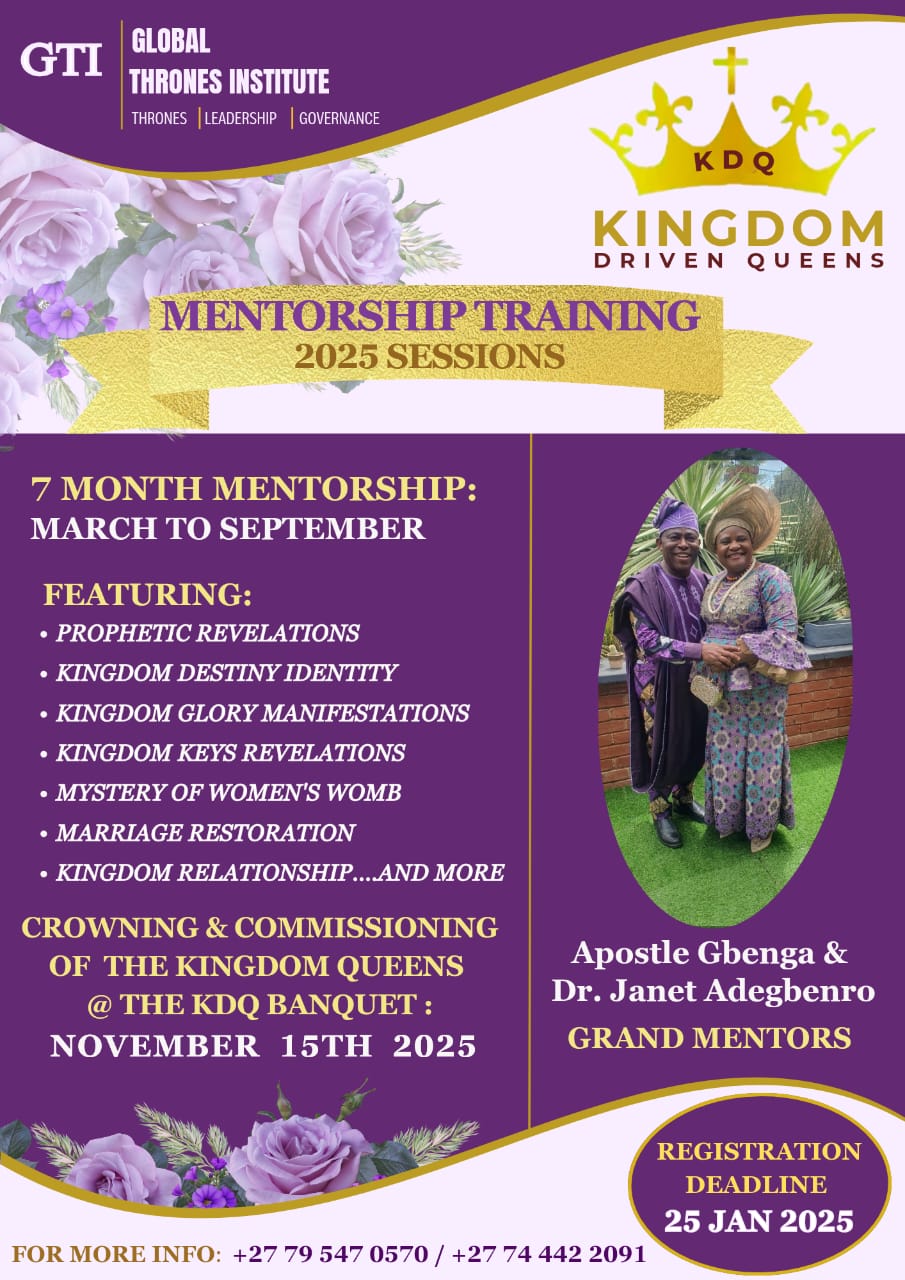 GTI
GLOBAL
THRONES INSTITUTE
THRONES | LEADERSHIP | GOVERNANCE
KDQ
KINGDOM
DRIVEN QUEENS
MENTORSHIP TRAINING
2025 SESSIONS
7 MONTH MENTORSHIP:
MARCH TO SEPTEMBER
FEATURING:
• PROPHETIC REVELATIONS
• KINGDOM DESTINY IDENTITY
• KINGDOM GLORY MANIFESTATIONS
• KINGDOM KEYS REVELATIONS
• MYSTERY OF WOMEN'S WOMB
• MARRIAGE RESTORATION
• KINGDOM RELATIONSHIP....AND MORE
CROWNING & COMMISSIONING
OF THE KINGDOM QUEENS
@ THE KDQ BANQUET :
NOVEMBER 15TH 2025
Apostle Gbenga &
Dr. Janet Adegbenro
GRAND MENTORS
REGISTRATION
DEADLINE
25 JAN 2025
FOR MORE INFO: +27 79 547 0570 / +27 74 442 2091